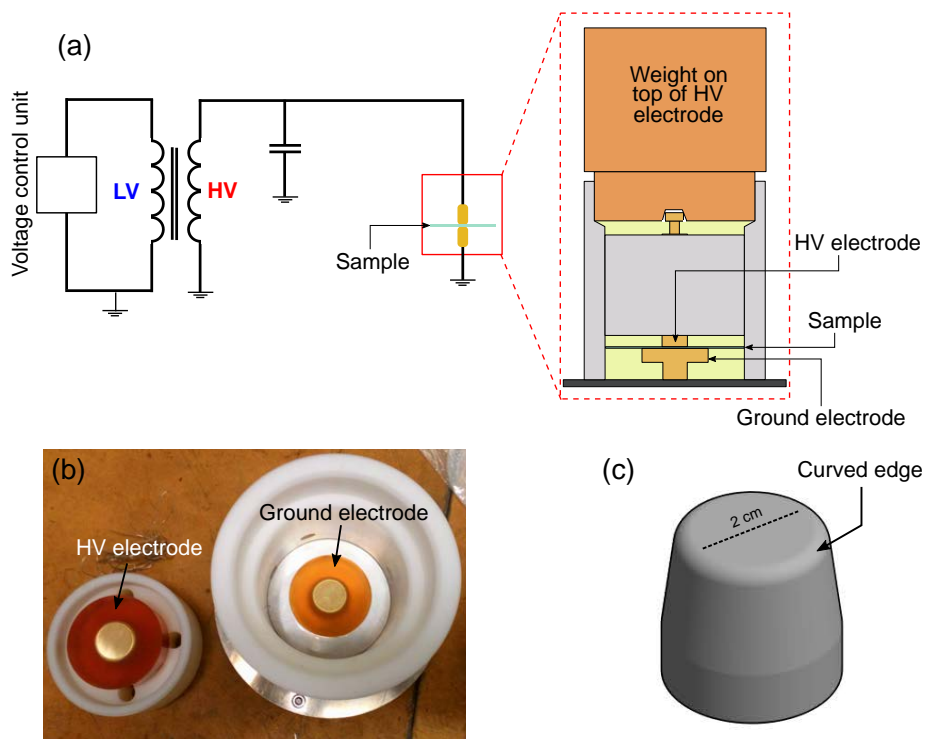 (a)
Voltage control unit
LV
HV
Sample
Weight on
top of HV
electrode
HV electrode
Sample
Ground electrode
(b)
HV electrode
Ground electrode
(c)
Curved edge
2 cm